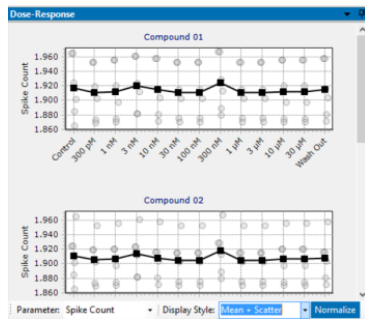 Dose-Response
Compound 01
Spike Count
1.960
1.940
1.920
1.900
1.880
1.860
Control
300 pM
1 nM
3 nM
10 nM
30 nM
100 nM
300 nM
1 µM
3 µM
10 µM
30 µM
Wash Out
Compound 02
Spike Count
1.960
1.940
1.920
1.900
1.880
1.860
Parameter: Spike Count Display Style: Mean + Scatter Normalize